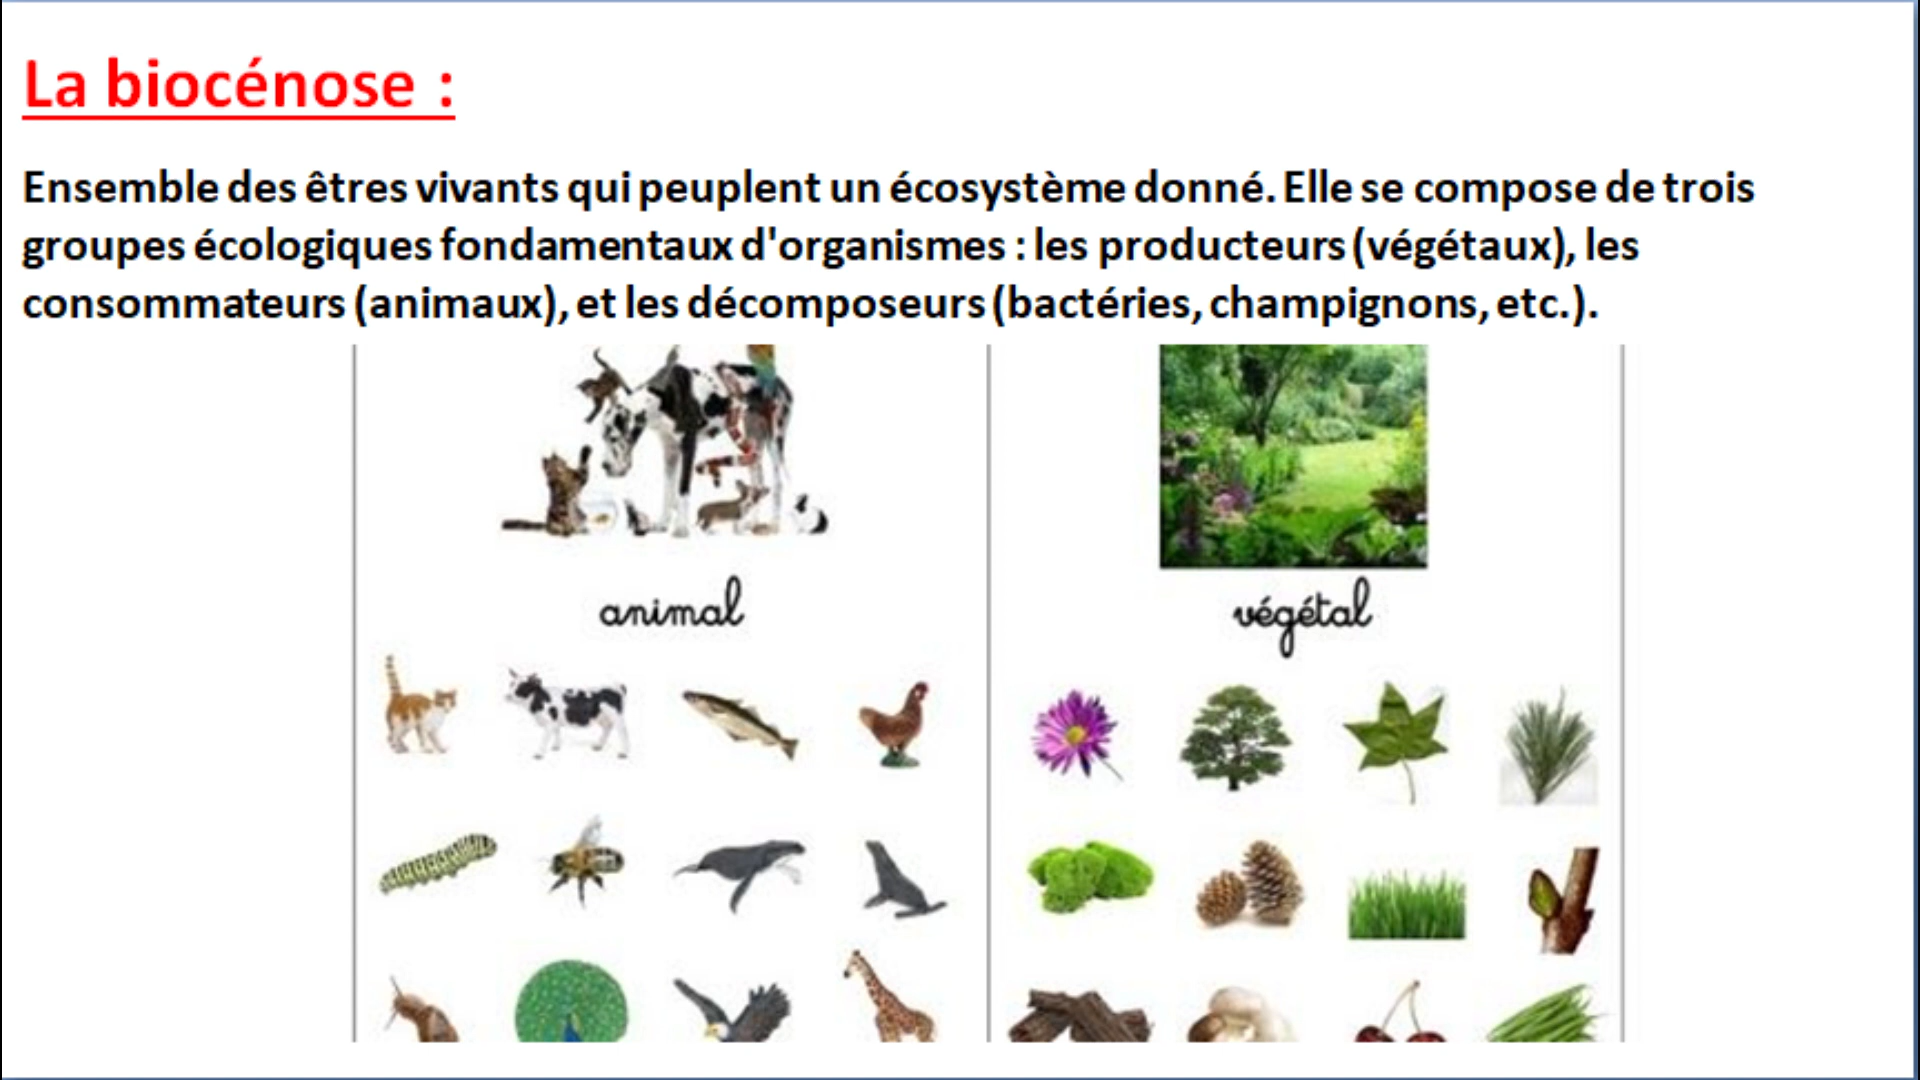 La biocénose :
Ensemble des êtres vivants qui peuplent un écosystème donné. Elle se compose de trois
groupes écologiques fondamentaux d'organismes : les producteurs (végétaux), les
consommateurs (animaux), et les décomposeurs (bactéries, champignons, etc.).
animal
végétal